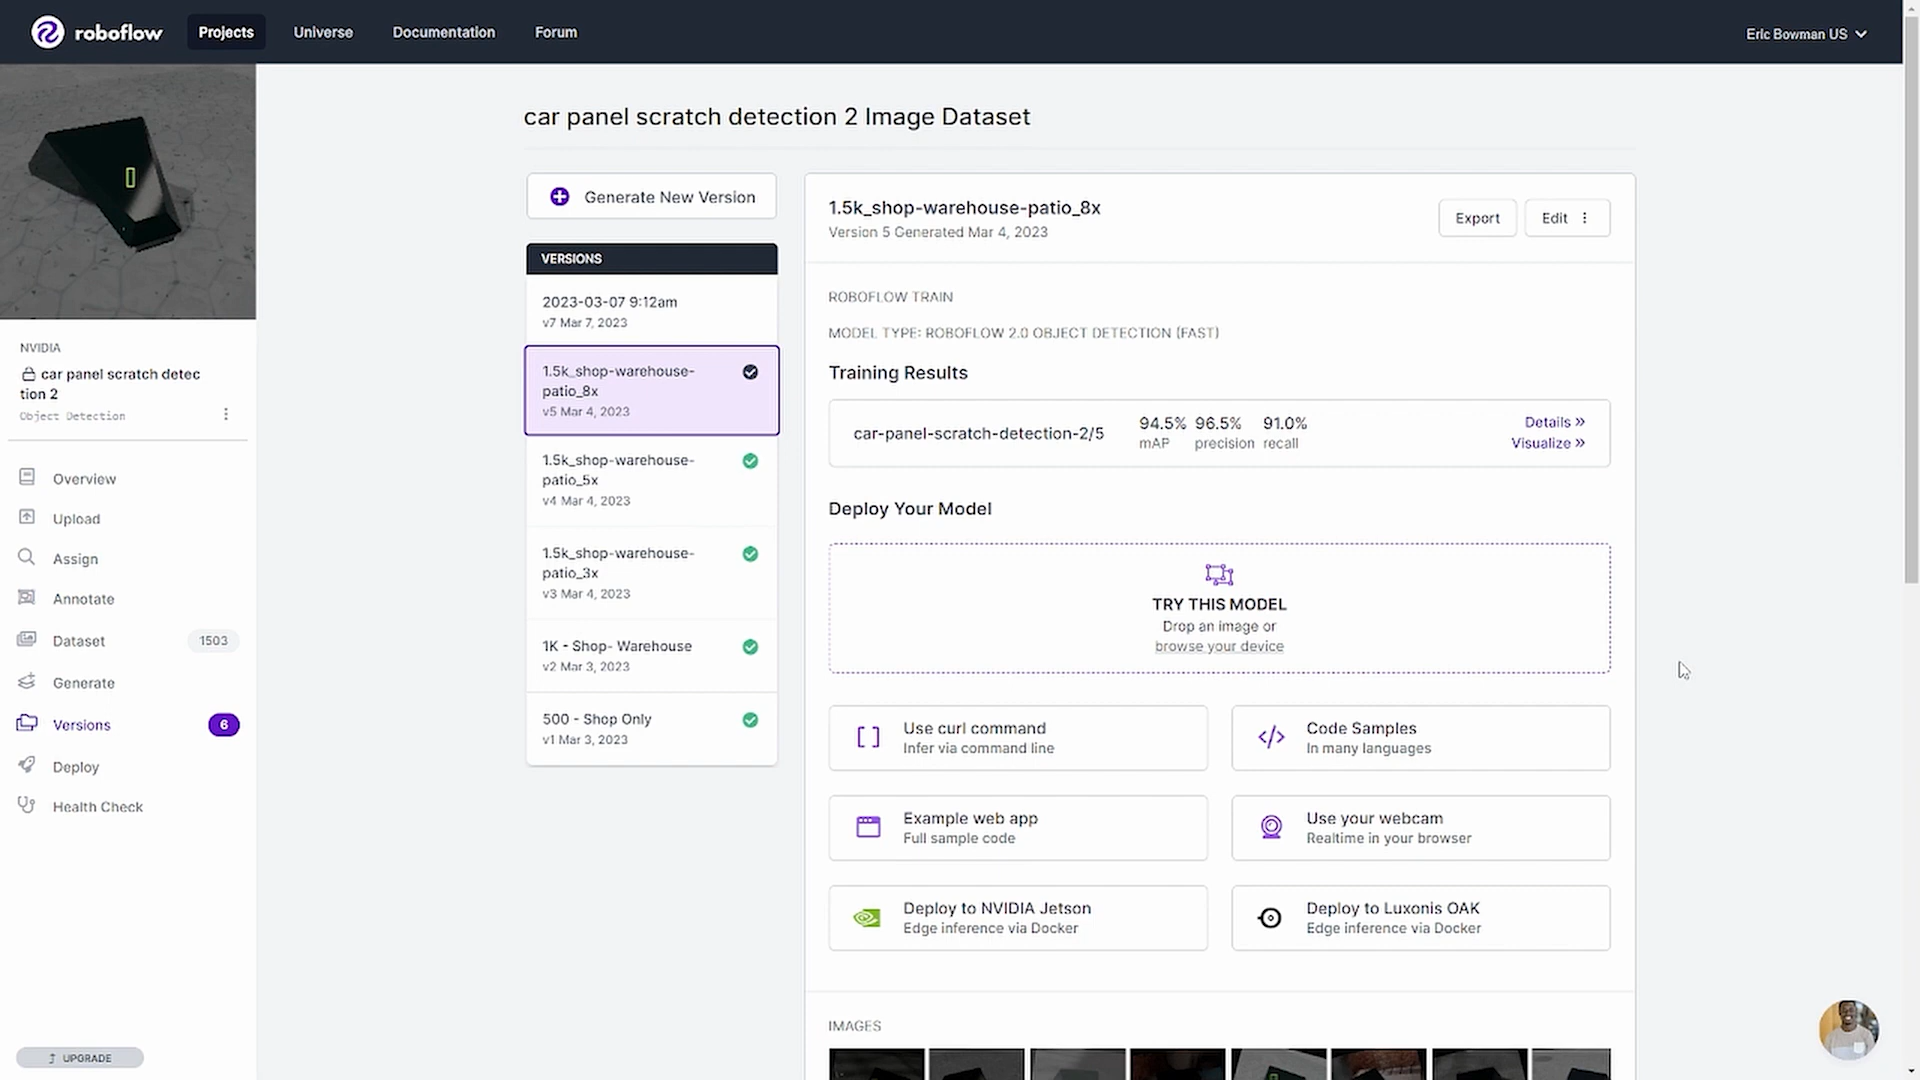 roboflow
Projects
Universe
Documentation
Forum
Eric Bowman US
NVIDIA
car panel scratch detec
tion 2
Object Detection
Overview
Upload
Assign
Annotate
Dataset
1503
Generate
Versions
6
Deploy
Health Check
UPGRADE
car panel scratch detection 2 Image Dataset
Generate New Version
VERSIONS
2023-03-07 9:12am
v7 Mar 7, 2023
1.5k_shop-warehouse-
patio_8x
v5 Mar 4, 2023
1.5k_shop-warehouse-
patio_5x
v4 Mar 4, 2023
1.5k_shop-warehouse-
patio_3x
v3 Mar 4, 2023
1K - Shop- Warehouse
v2 Mar 3, 2023
500 - Shop Only
v1 Mar 3, 2023
1.5k_shop-warehouse-patio_8x
Version 5 Generated Mar 4, 2023
Export
Edit
ROBOFLOW TRAIN
MODEL TYPE: ROBOFLOW 2.0 OBJECT DETECTION (FAST)
Training Results
car-panel-scratch-detection-2/5
94.5% 96.5% 91.0%
mAP precision recall
Details »
Visualize »
Deploy Your Model
TRY THIS MODEL
Drop an image or
browse your device
Use curl command
Infer via command line
Code Samples
In many languages
Example web app
Full sample code
Use your webcam
Realtime in your browser
Deploy to NVIDIA Jetson
Edge inference via Docker
Deploy to Luxonis OAK
Edge inference via Docker
IMAGES